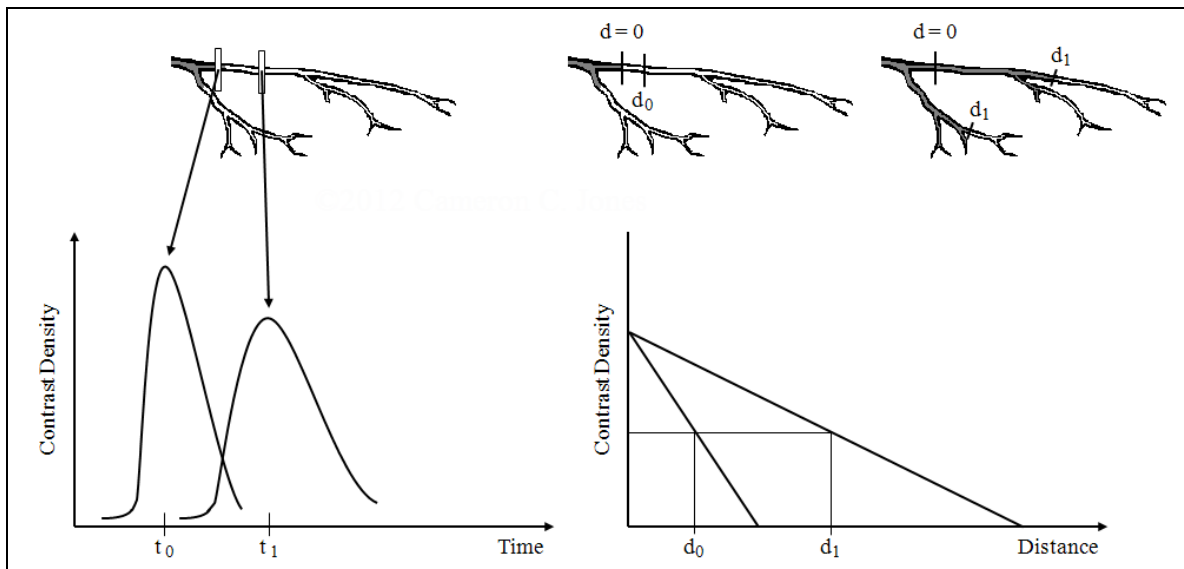 d = 0
d = 0
d1
d0
d1
©2012 Cameron C. Jones
Contrast Density
t 0
t 1
Time
Contrast Density
d0
d1
Distance